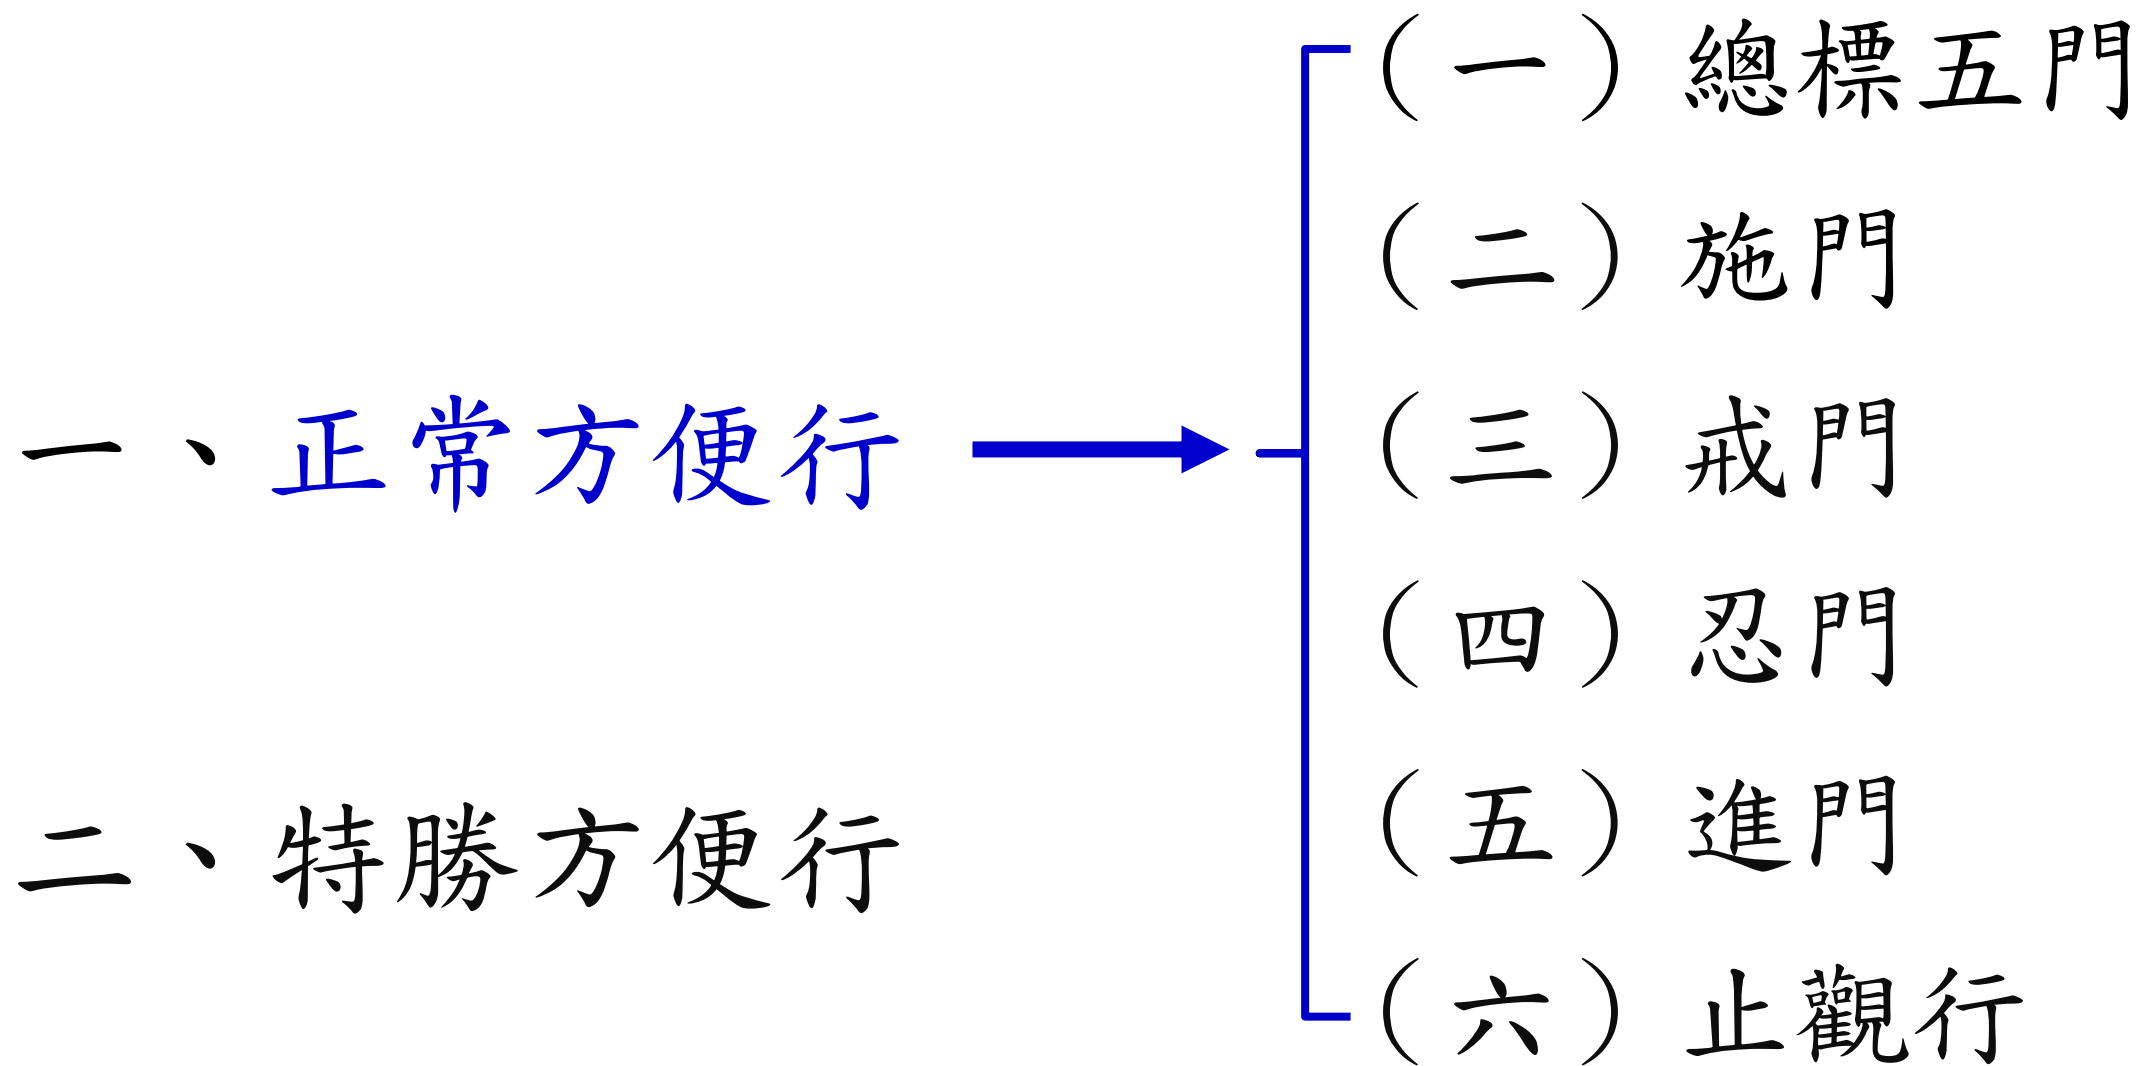 一、正常方便行
二、特勝方便行
（一）總標五門
（二）施門
（三）戒門
（四）忍門
（五）進門
（六）止觀行